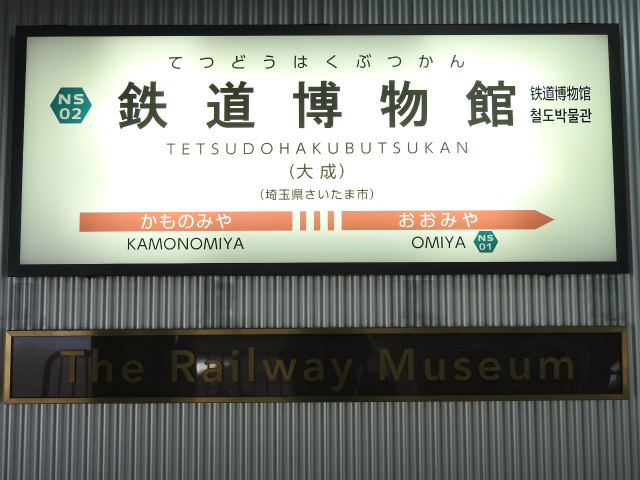 てつどうはくぶつかん
NS 02 鉄道博物館 铁道博物馆
철도박물관
TETSUDOHAKUBUTSUKAN
(大成)
(埼玉県さいたま市)
かものみや おおみや
KAMONOMIYA OMIYA NS 01
The Railway Museum